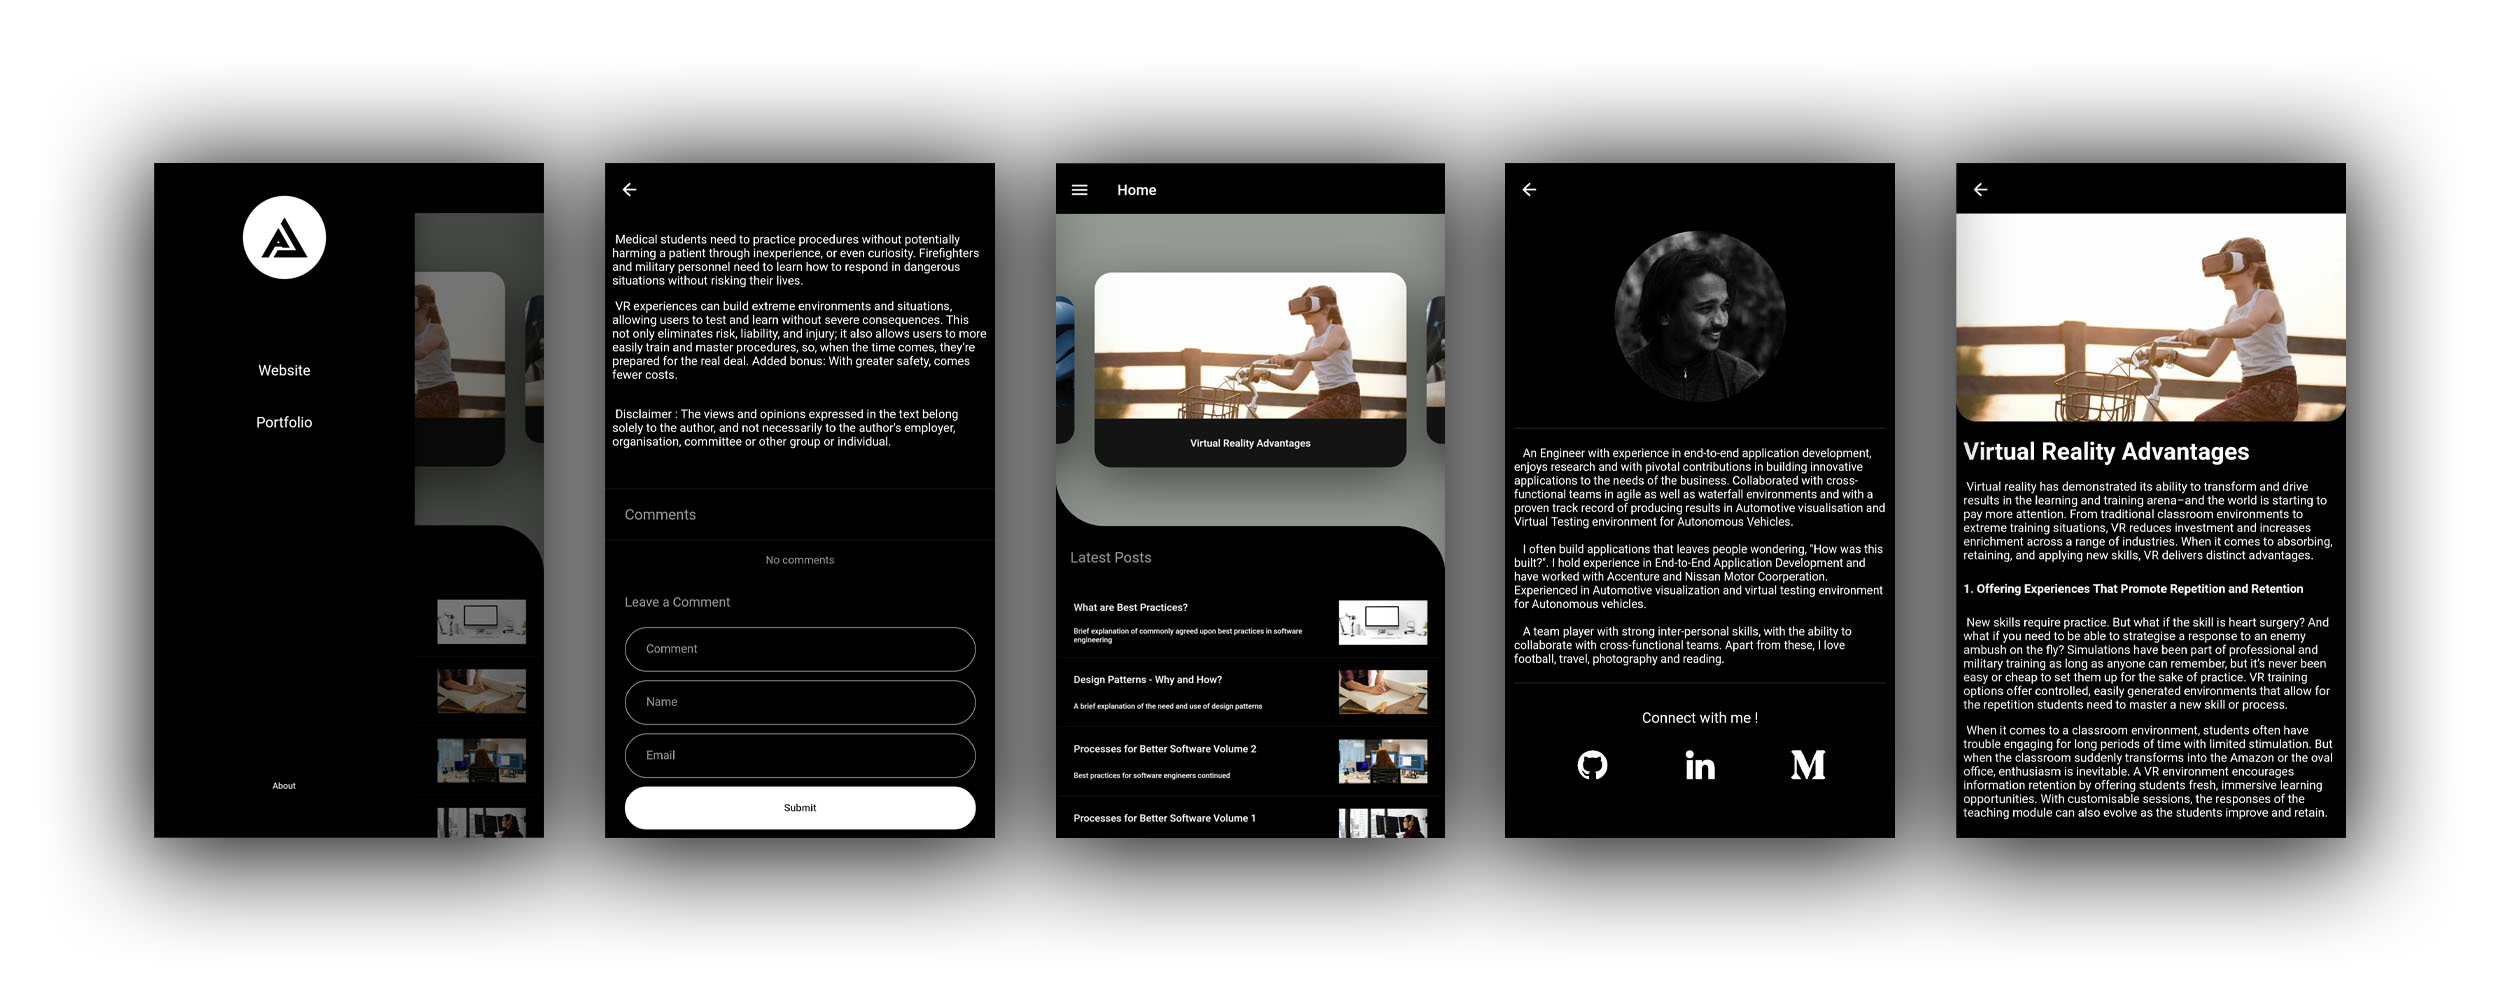 Website
Portfolio
About
Medical students need to practice procedures without potentially
harming a patient through inexperience, or even curiosity. Firefighters
and military personnel need to learn how to respond in dangerous
situations without risking their lives.
VR experiences can build extreme environments and situations,
allowing users to test and learn without severe consequences. This
not only eliminates risk, liability, and injury; it also allows users to more
easily train and master procedures, so, when the time comes, they're
prepared for the real deal. Added bonus: With greater safety, comes
fewer costs.
Disclaimer : The views and opinions expressed in the text belong
solely to the author, and not necessarily to the author's employer,
organisation, committee or other group or individual.
Comments
No comments
Leave a Comment
Comment
Name
Email
Submit
Home
Virtual Reality Advantages
Latest Posts
What are Best Practices?
Brief explanation of commonly agreed upon best practices in software
engineering
Design Patterns - Why and How?
A brief explanation of the need and use of design patterns
Processes for Better Software Volume 2
Best practices for software engineers continued
Processes for Better Software Volume 1
An Engineer with experience in end-to-end application development,
enjoys research and with pivotal contributions in building innovative
applications to the needs of the business. Collaborated with cross-
functional teams in agile as well as waterfall environments and with a
proven track record of producing results in Automotive visualisation and
Virtual Testing environment for Autonomous Vehicles.
I often build applications that leaves people wondering, "How was this
built?". I hold experience in End-to-End Application Development and
have worked with Accenture and Nissan Motor Coorperation.
Experienced in Automotive visualization and virtual testing environment
for Autonomous vehicles.
A team player with strong inter-personal skills, with the ability to
collaborate with cross-functional teams. Apart from these, I love
football, travel, photography and reading.
Connect with me !
in
M
Virtual Reality Advantages
Virtual reality has demonstrated its ability to transform and drive
results in the learning and training arena–and the world is starting to
pay more attention. From traditional classroom environments to
extreme training situations, VR reduces investment and increases
enrichment across a range of industries. When it comes to absorbing,
retaining, and applying new skills, VR delivers distinct advantages.
1. Offering Experiences That Promote Repetition and Retention
New skills require practice. But what if the skill is heart surgery? And
what if you need to be able to strategise a response to an enemy
ambush on the fly? Simulations have been part of professional and
military training as long as anyone can remember, but it's never been
easy or cheap to set them up for the sake of practice. VR training
options offer controlled, easily generated environments that allow for
the repetition students need to master a new skill or process.
When it comes to a classroom environment, students often have
trouble engaging for long periods of time with limited stimulation. But
when the classroom suddenly transforms into the Amazon or the oval
office, enthusiasm is inevitable. A VR environment encourages
information retention by offering students fresh, immersive learning
opportunities. With customisable sessions, the responses of the
teaching module can also evolve as the students improve and retain.